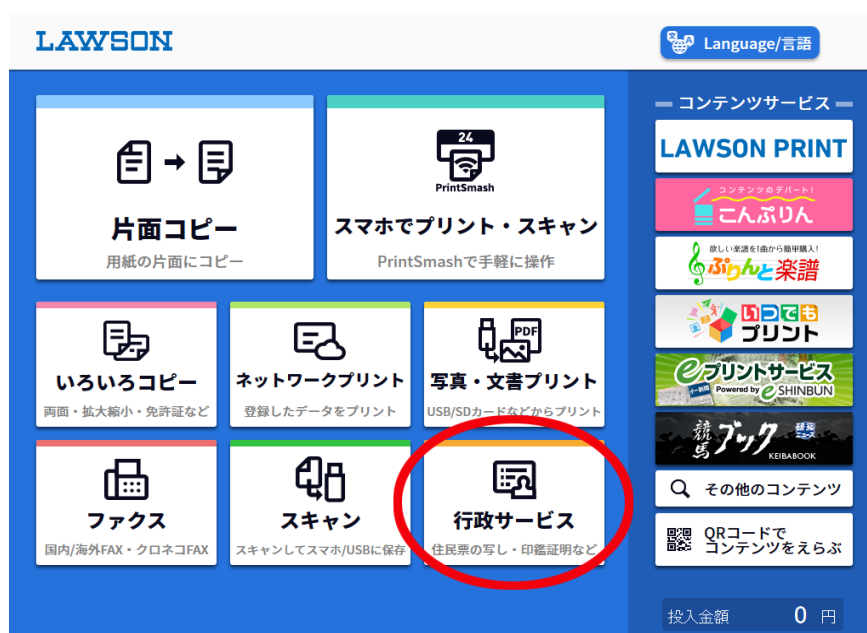 LAWSON
Language/言語
片面コピー
用紙の片面にコピー
24
PrintSmash
スマホでプリント・スキャン
PrintSmashで手軽に操作
いろいろコピー
両面・拡大縮小・免許証など
ネットワークプリント
登録したデータをプリント
PDF
写真・文書プリント
USB/SDカードなどからプリント
ファクス
国内/海外FAX・クロネコFAX
スキャン
スキャンしてスマホ/USBに保存
行政サービス
住民票の写し・印鑑証明など
コンテンツサービス
LAWSON PRINT
コンテンツのデパート!
こんぷりん
欲しい楽譜を1曲から簡単購入!
ぷりんと楽譜
いつでも
プリント
eプリントサービス
Powered by e-SHINBUN
競馬ブック
研究
ニュース
KEIBABOOK
その他のコンテンツ
QRコードで
コンテンツをえらぶ
投入金額 0 円